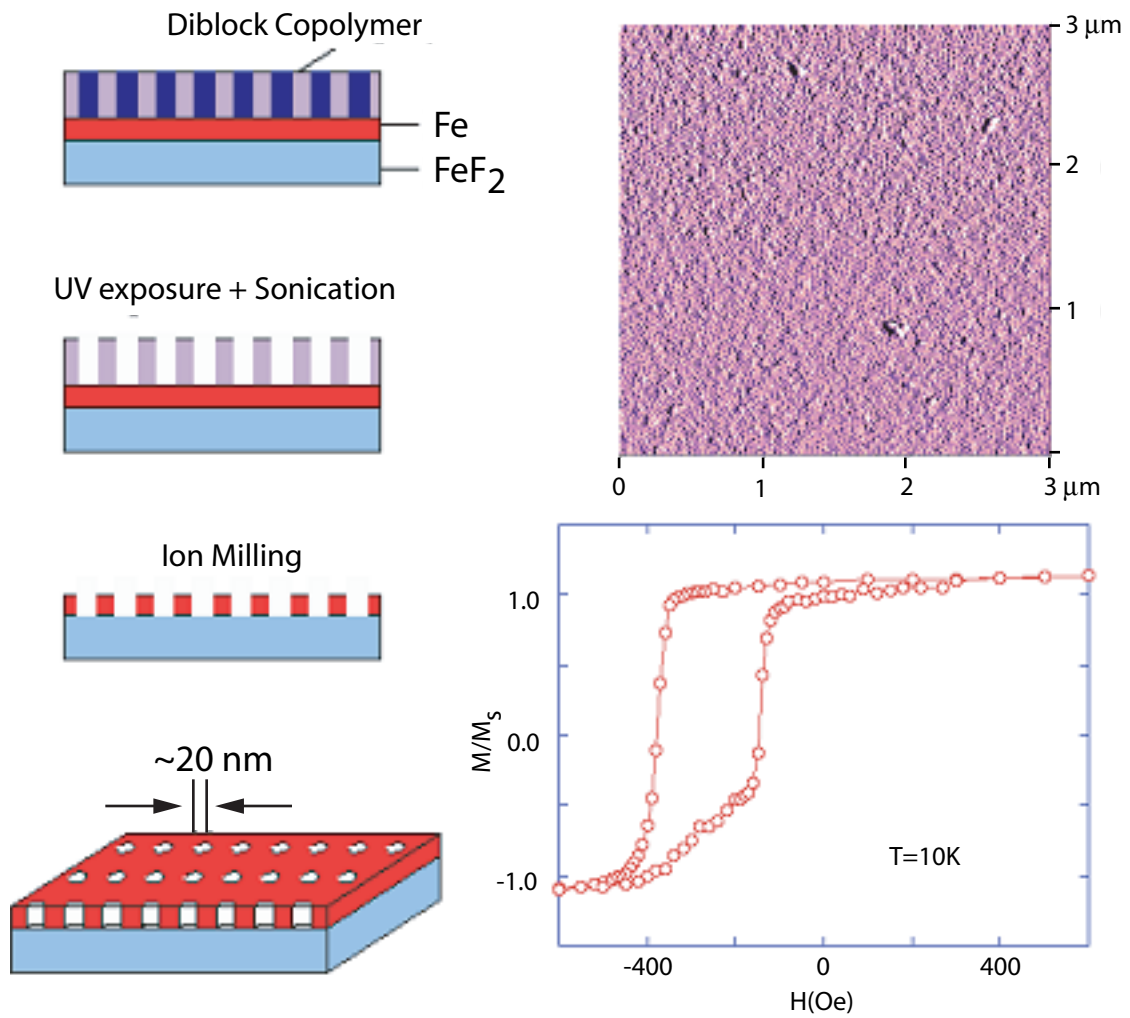 Diblock Copolymer
Fe
FeF2
UV exposure + Sonication
Ion Milling
~20 nm
3 μm
2
1
0
1
2
3 μm
1.0
0.0
-1.0
M/Ms
T=10K
-400
0
400
H(Oe)